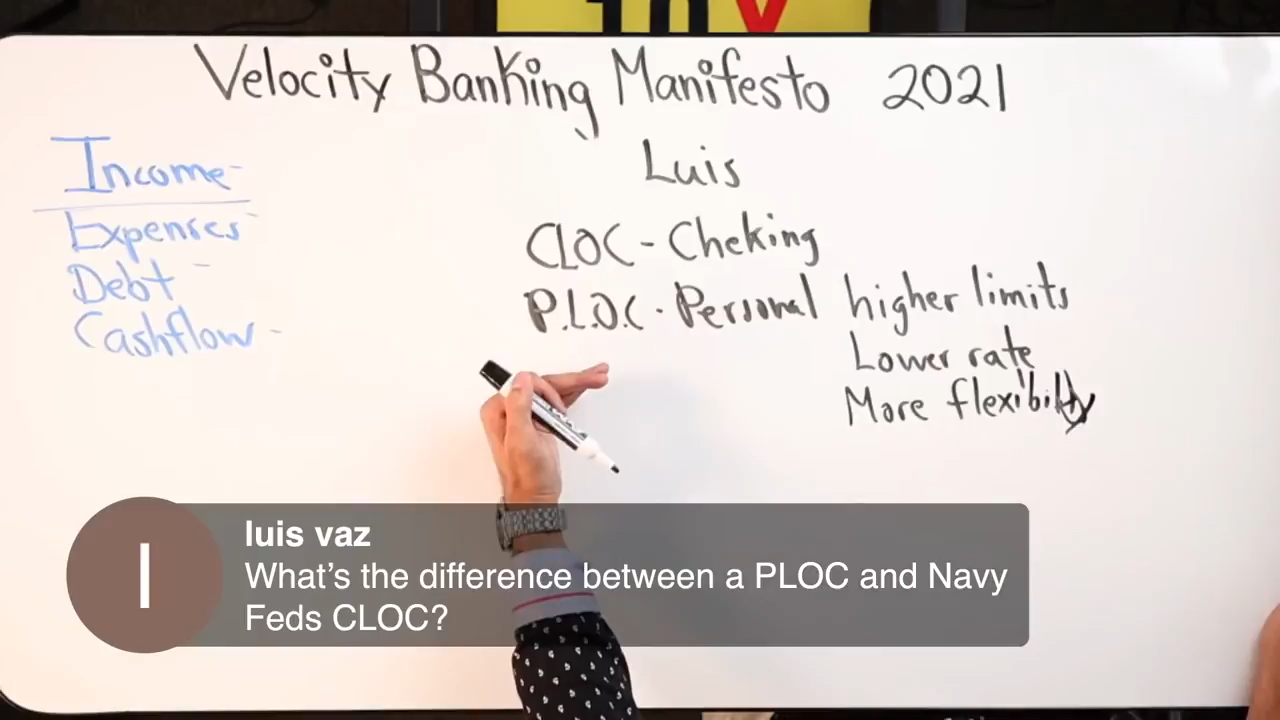 Velocity Banking Manifesto 2021
Luis
Income-
Expenses-
Debt-
Cashflow-
CLOC - Cheking
P.L.O.C. - Personal higher limits
Lower rate
More flexibilty
l
luis vaz
What's the difference between a PLOC and Navy
Feds CLOC?